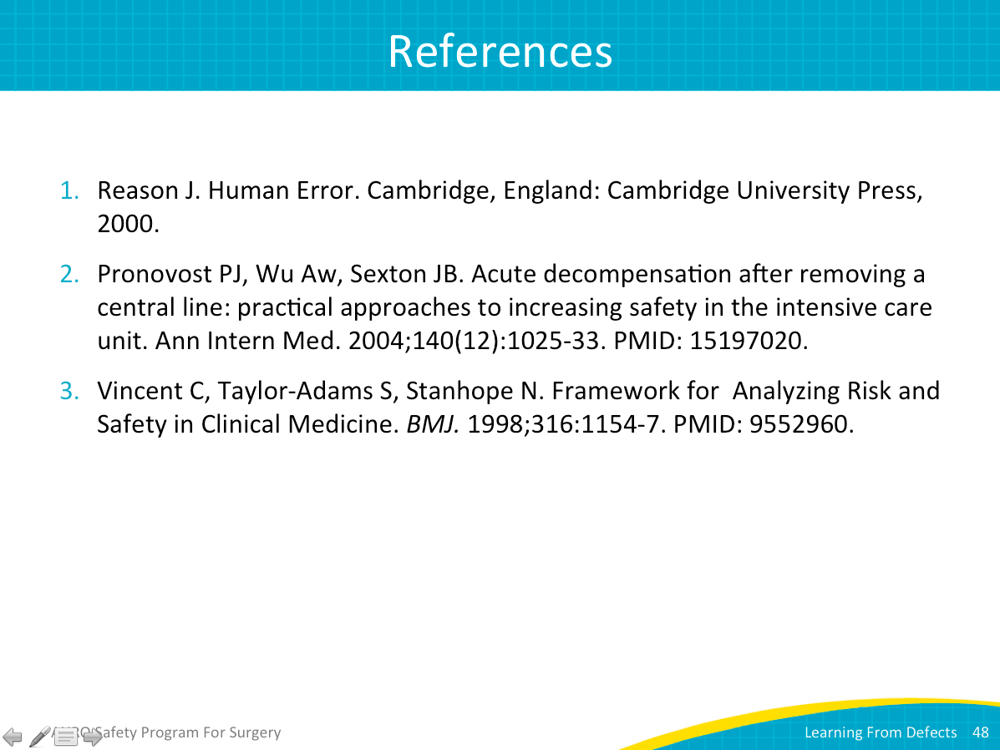 References
1. Reason J. Human Error. Cambridge, England: Cambridge University Press,
2000.
2. Pronovost PJ, Wu Aw, Sexton JB. Acute decompensation after removing a
central line: practical approaches to increasing safety in the intensive care
unit. Ann Intern Med. 2004;140(12):1025-33. PMID: 15197020.
3. Vincent C, Taylor-Adams S, Stanhope N. Framework for  Analyzing Risk and
Safety in Clinical Medicine. BMJ. 1998;316:1154-7. PMID: 9552960.
Safety Program For Surgery
Learning From Defects 48